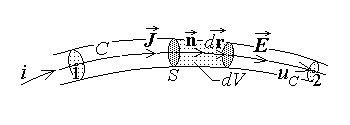 C J⃗ n⃗ dr⃗ E⃗
i 1 S dV u_C 2